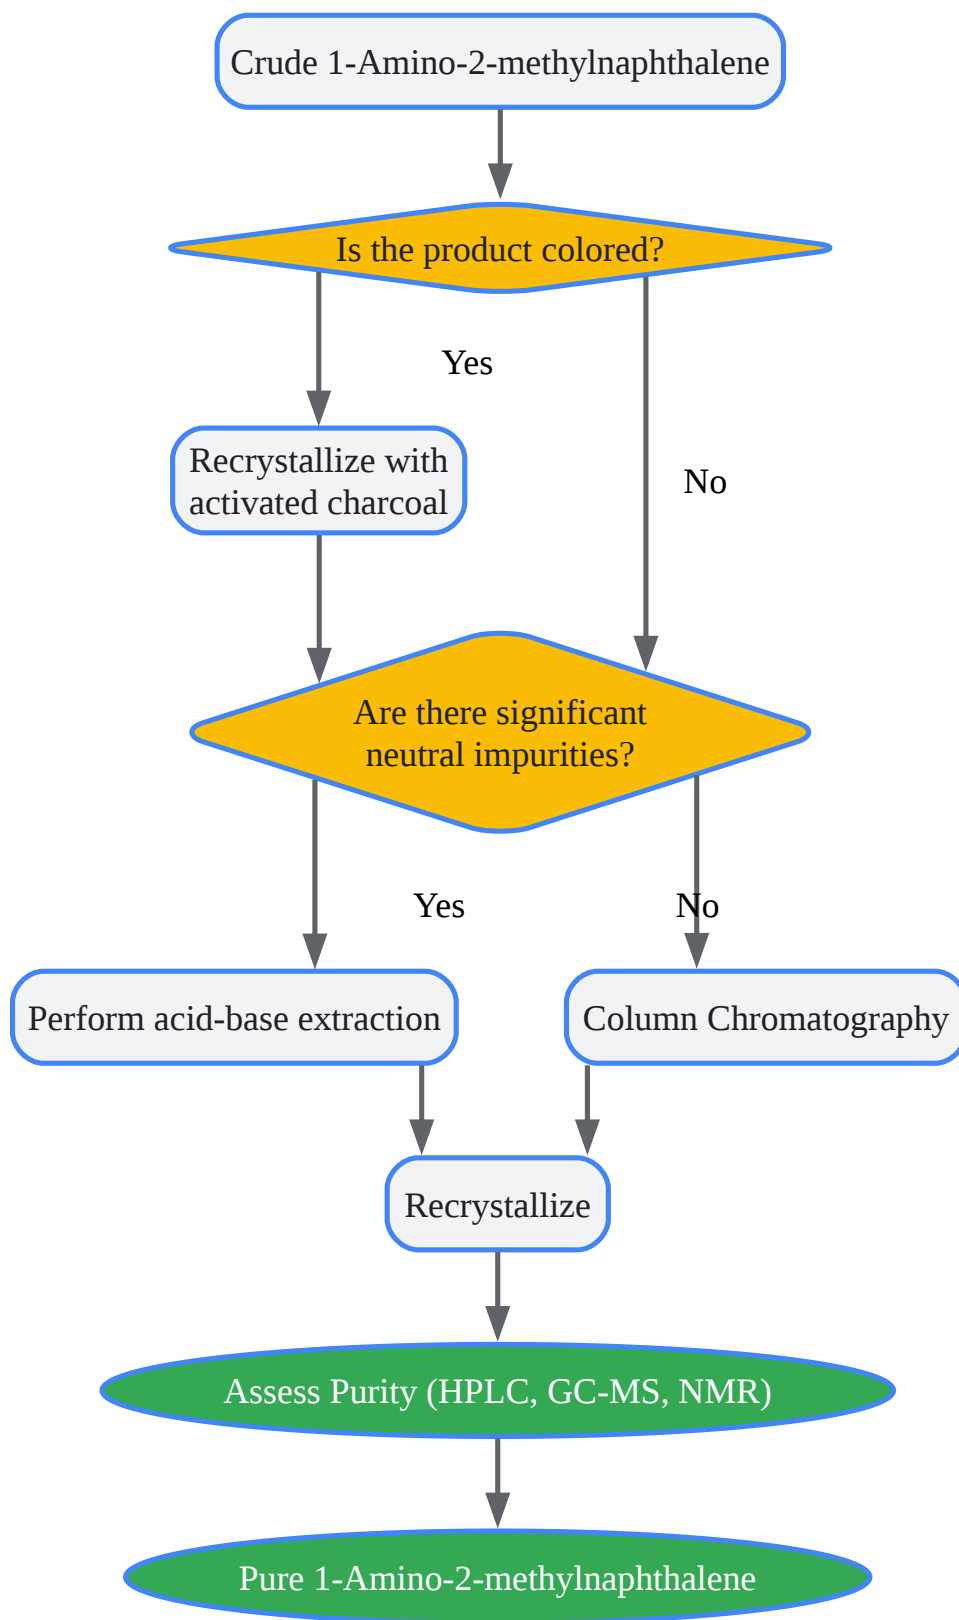 Crude 1-Amino-2-methylnaphthalene
Is the product colored?
Yes
Recrystallize with
activated charcoal
No
Are there significant
neutral impurities?
Yes
No
Perform acid-base extraction
Column Chromatography
Recrystallize
Assess Purity (HPLC, GC-MS, NMR)
Pure 1-Amino-2-methylnaphthalene